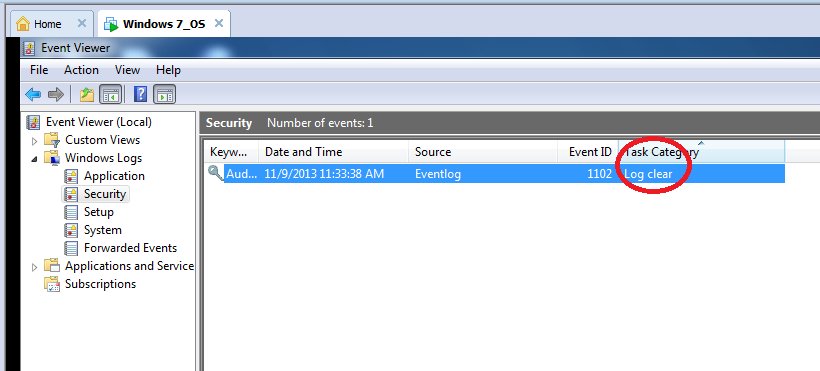 Home Windows 7_OS
Event Viewer
File Action View Help
Event Viewer (Local)
Custom Views
Windows Logs
Application
Security
Setup
System
Forwarded Events
Applications and Service
Subscriptions
Security Number of events: 1
Keyw... Date and Time Source Event ID Task Category
Aud... 11/9/2013 11:33:38 AM Eventlog 1102 Log clear